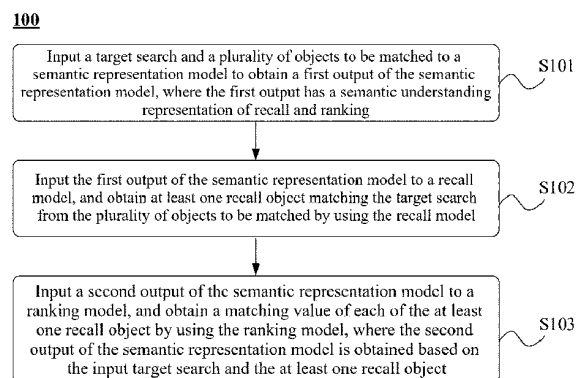 100
Input a target search and a plurality of objects to be matched to a
semantic representation model to obtain a first output of the semantic
representation model, where the first output has a semantic understanding
representation of recall and ranking
S101
Input the first output of the semantic representation model to a recall
model, and obtain at least one recall object matching the target search
from the plurality of objects to be matched by using the recall model
S102
Input a second output of the semantic representation model to a
ranking model, and obtain a matching value of each of the at least
one recall object by using the ranking model, where the second
output of the semantic representation model is obtained based on
the input target search and the at least one recall object
S103